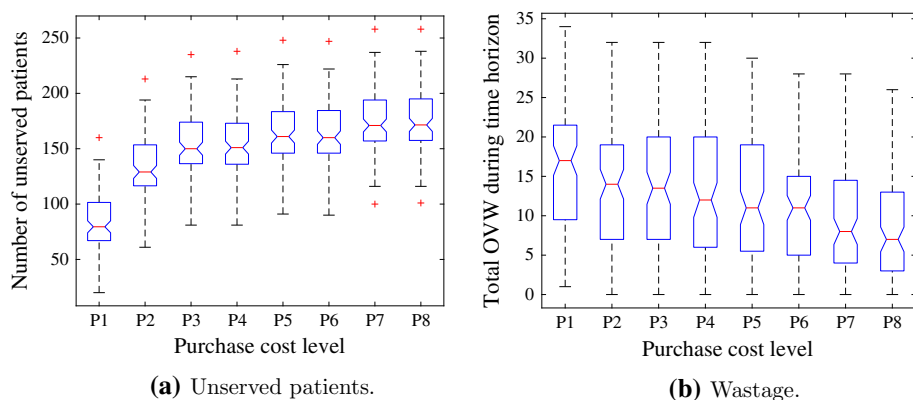 Number of unserved patients
250
200
150
100
50
P1 P2 P3 P4 P5 P6 P7 P8
Purchase cost level
(a) Unserved patients.
Total OVW during time horizon
35
30
25
20
15
10
5
0
P1 P2 P3 P4 P5 P6 P7 P8
Purchase cost level
(b) Wastage.